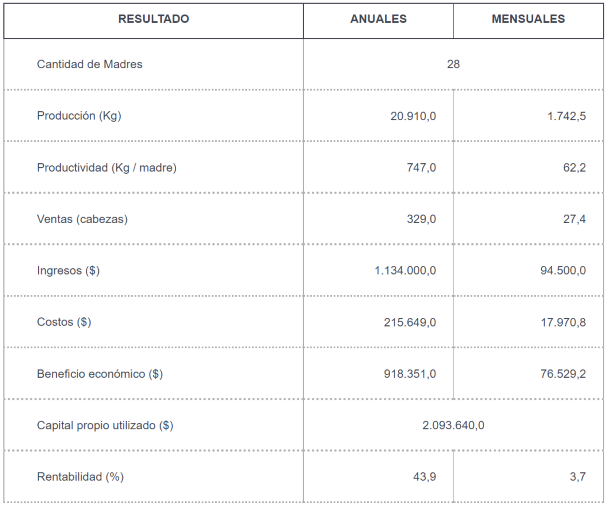 RESULTADO ANUALES MENSUALES
Cantidad de Madres 28
Producción (Kg) 20.910,0 1.742,5
Productividad (Kg / madre) 747,0 62,2
Ventas (cabezas) 329,0 27,4
Ingresos ($) 1.134.000,0 94.500,0
Costos ($) 215.649,0 17.970,8
Beneficio económico ($) 918.351,0 76.529,2
Capital propio utilizado ($) 2.093.640,0
Rentabilidad (%) 43,9 3,7